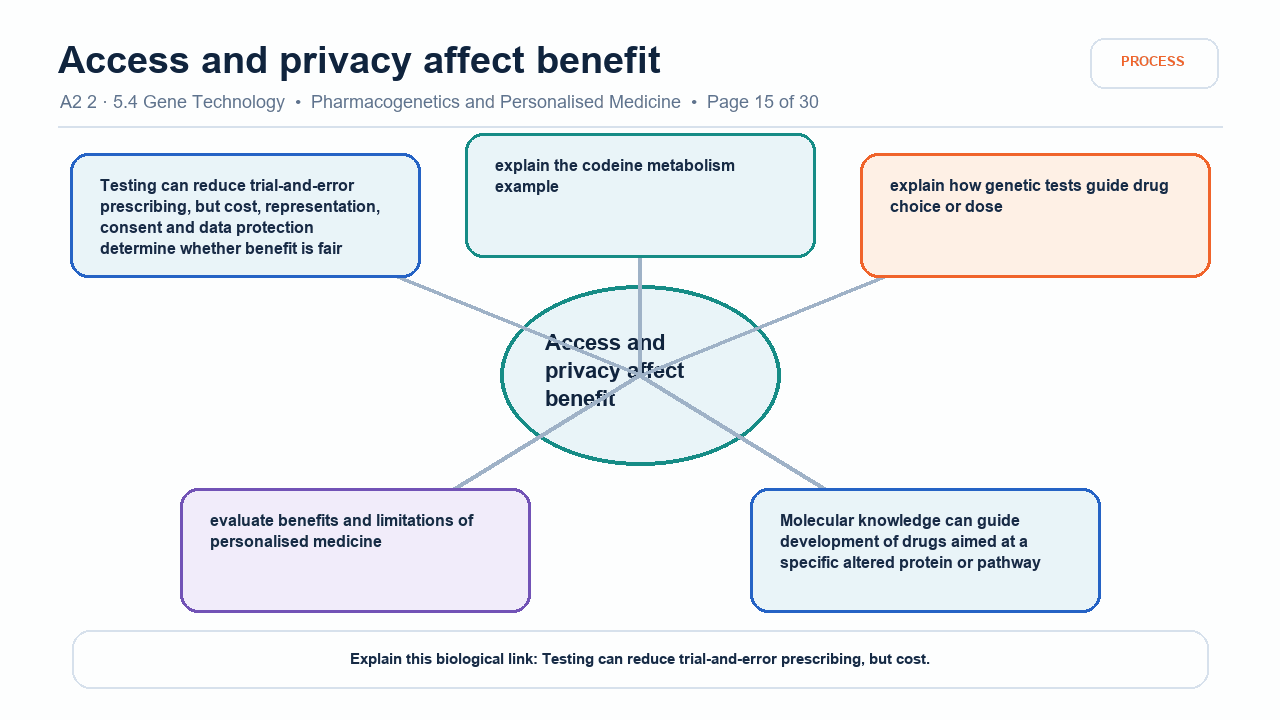 Access and privacy affect benefit
PROCESS
A2 2 · 5.4 Gene Technology • Pharmacogenetics and Personalised Medicine • Page 15 of 30
Testing can reduce trial-and-error
prescribing, but cost, representation,
consent and data protection
determine whether benefit is fair
explain the codeine metabolism
example
explain how genetic tests guide drug
choice or dose
Access and
privacy affect
benefit
evaluate benefits and limitations of
personalised medicine
Molecular knowledge can guide
development of drugs aimed at a
specific altered protein or pathway
Explain this biological link: Testing can reduce trial-and-error prescribing, but cost.